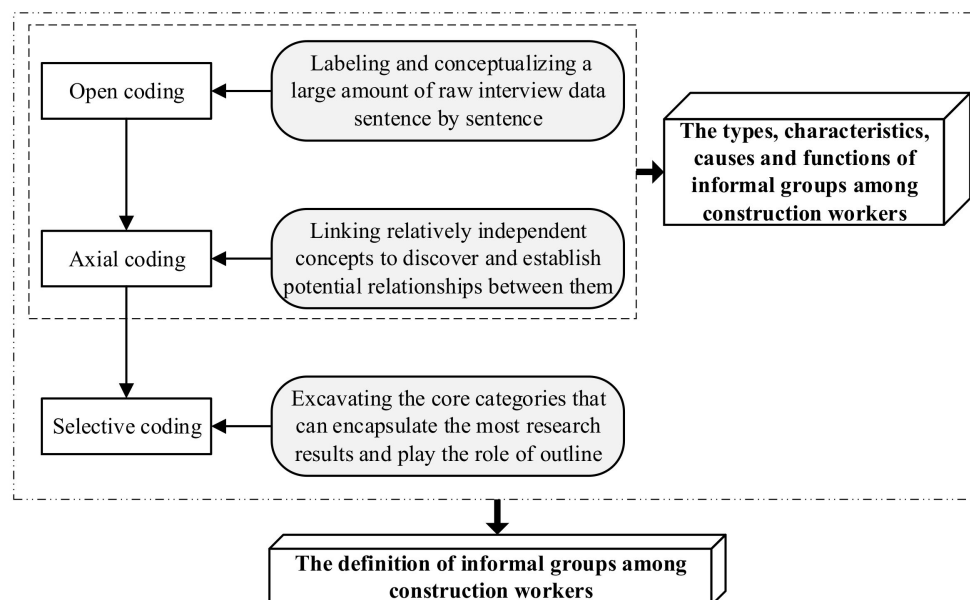 Open coding
Labeling and conceptualizing a
large amount of raw interview data
sentence by sentence
The types, characteristics,
causes and functions of
informal groups among
construction workers
Axial coding
Linking relatively independent
concepts to discover and establish
potential relationships between them
Selective coding
Excavating the core categories that
can encapsulate the most research
results and play the role of outline
The definition of informal groups among
construction workers